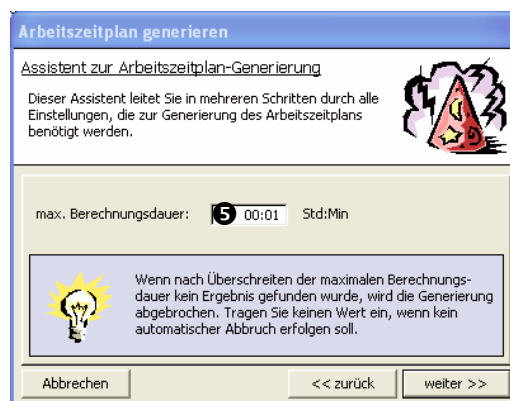 Arbeitszeitplan generieren
Assistent zur Arbeitszeitplan-Generierung
Dieser Assistent leitet Sie in mehreren Schritten durch alle
Einstellungen, die zur Generierung des Arbeitszeitplans
benötigt werden.
max. Berechnungsdauer: 5 00:01 Std:Min
Wenn nach Überschreiten der maximalen Berechnungs-
dauer kein Ergebnis gefunden wurde, wird die Generierung
abgebrochen. Tragen Sie keinen Wert ein, wenn kein
automatischer Abbruch erfolgen soll.
Abbrechen << zurück weiter >>